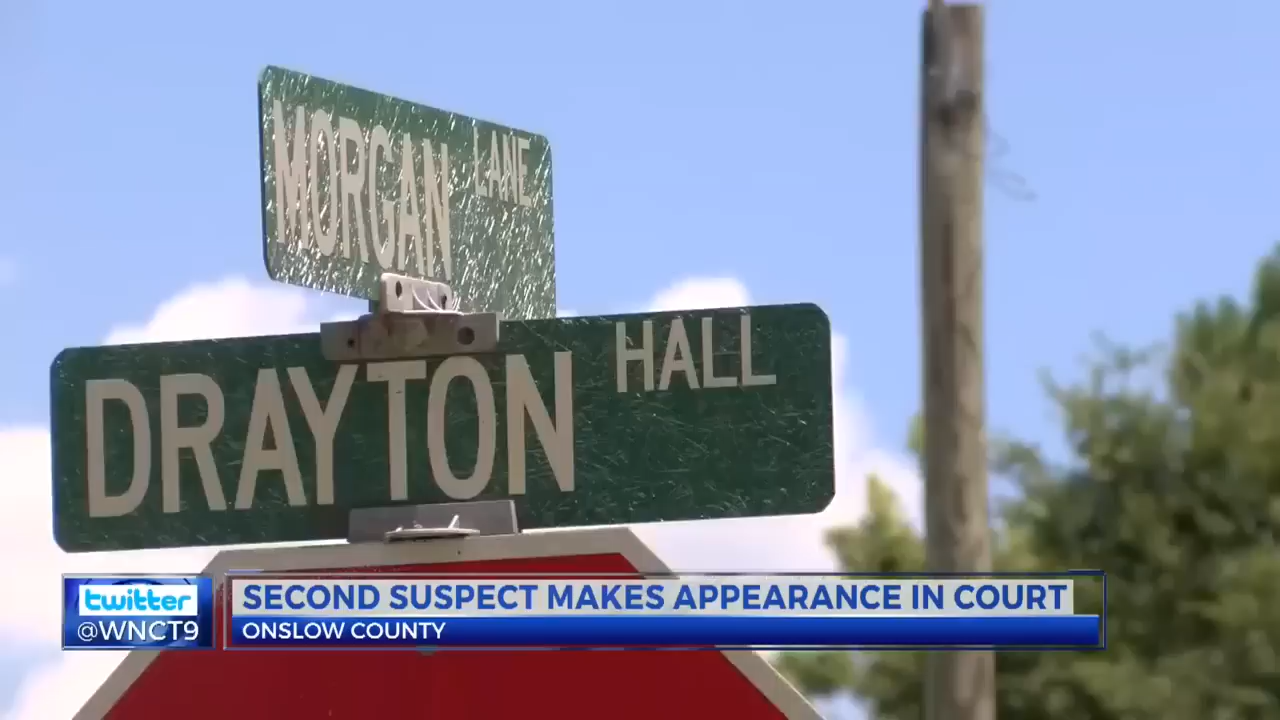 MORGAN LANE
DRAYTON HALL
twitter
@WNCT9
SECOND SUSPECT MAKES APPEARANCE IN COURT
ONSLOW COUNTY